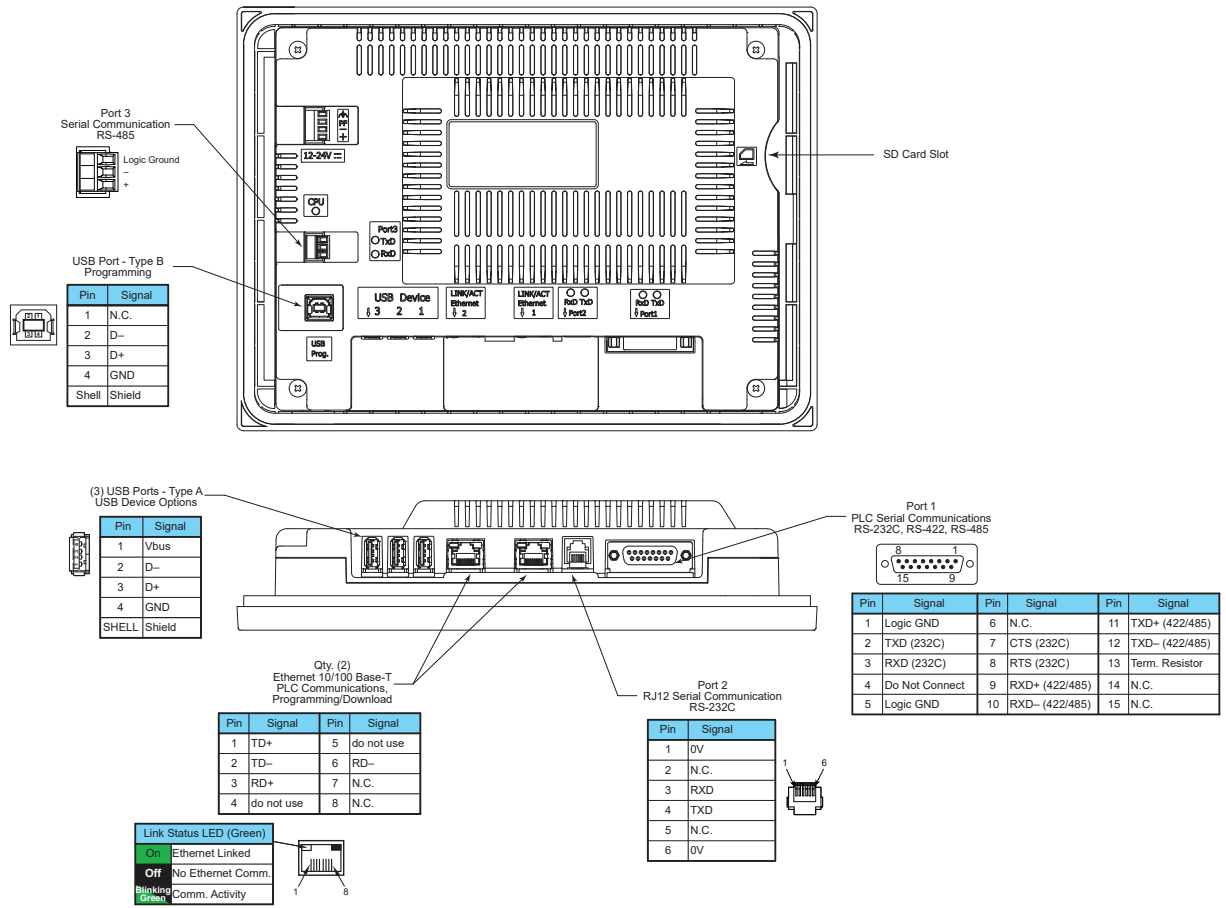 Port 3
Serial Communication
RS-485
Logic Ground
–
+
12-24V
+
–
CPU
Port3
TxD
RxD
SD Card Slot
USB Port - Type B
Programming
Pin Signal
1 N.C.
2 D–
3 D+
4 GND
Shell Shield
2 1
3 4
USB Device
3 2 1
LINK/ACT
Ethernet
2
LINK/ACT
Ethernet
1
RxD TxD
Port2
RxD TxD
Port1
USB
Prog.
(3) USB Ports - Type A
USB Device Options
Pin Signal
1 Vbus
2 D–
3 D+
4 GND
SHELL Shield
Port 1
PLC Serial Communications
RS-232C, RS-422, RS-485
8 1
15 9
Pin Signal Pin Signal Pin Signal
1 Logic GND 6 N.C. 11 TXD+ (422/485)
2 TXD (232C) 7 CTS (232C) 12 TXD– (422/485)
3 RXD (232C) 8 RTS (232C) 13 Term. Resistor
4 Do Not Connect 9 RXD+ (422/485) 14 N.C.
5 Logic GND 10 RXD– (422/485) 15 N.C.
Qty. (2)
Ethernet 10/100 Base-T
PLC Communications,
Programming/Download
Pin Signal Pin Signal
1 TD+ 5 do not use
2 TD– 6 RD–
3 RD+ 7 N.C.
4 do not use 8 N.C.
Port 2
RJ12 Serial Communication
RS-232C
Pin Signal
1 0V
2 N.C.
3 RXD
4 TXD
5 N.C.
6 0V
1 6
Link Status LED (Green)
On Ethernet Linked
Off No Ethernet Comm.
Blinking Green Comm. Activity
1 8